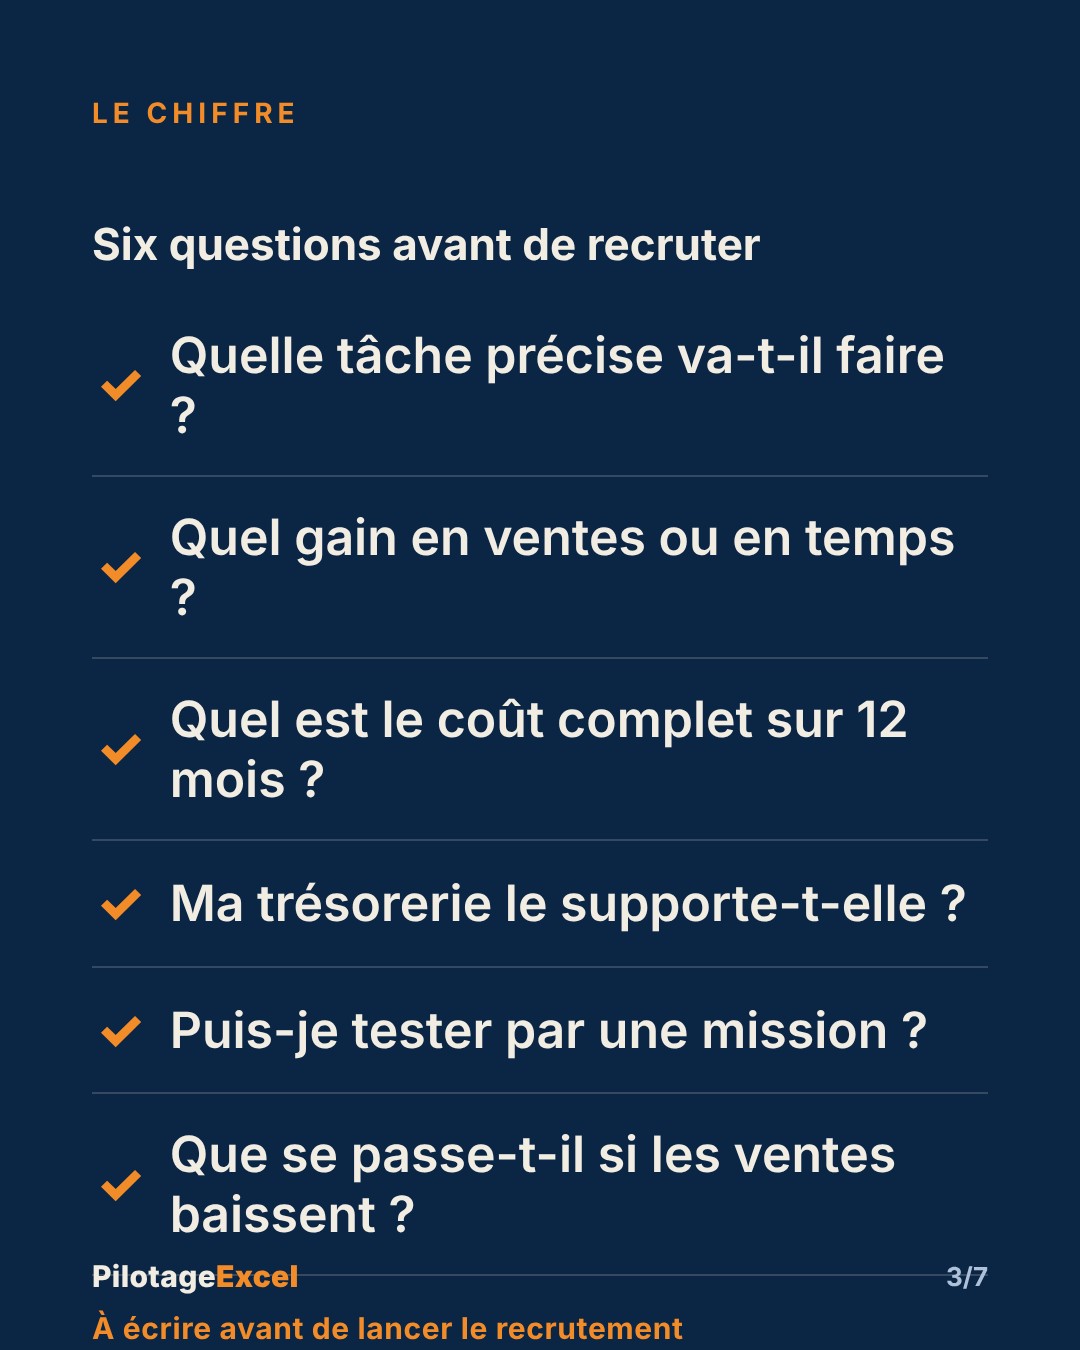 LE CHIFFRE
Six questions avant de recruter
Quelle tâche précise va-t-il faire
?
Quel gain en ventes ou en temps
?
Quel est le coût complet sur 12
mois ?
Ma trésorerie le supporte-t-elle ?
Puis-je tester par une mission ?
Que se passe-t-il si les ventes
baissent ?
PilotageExcel 3/7
À écrire avant de lancer le recrutement